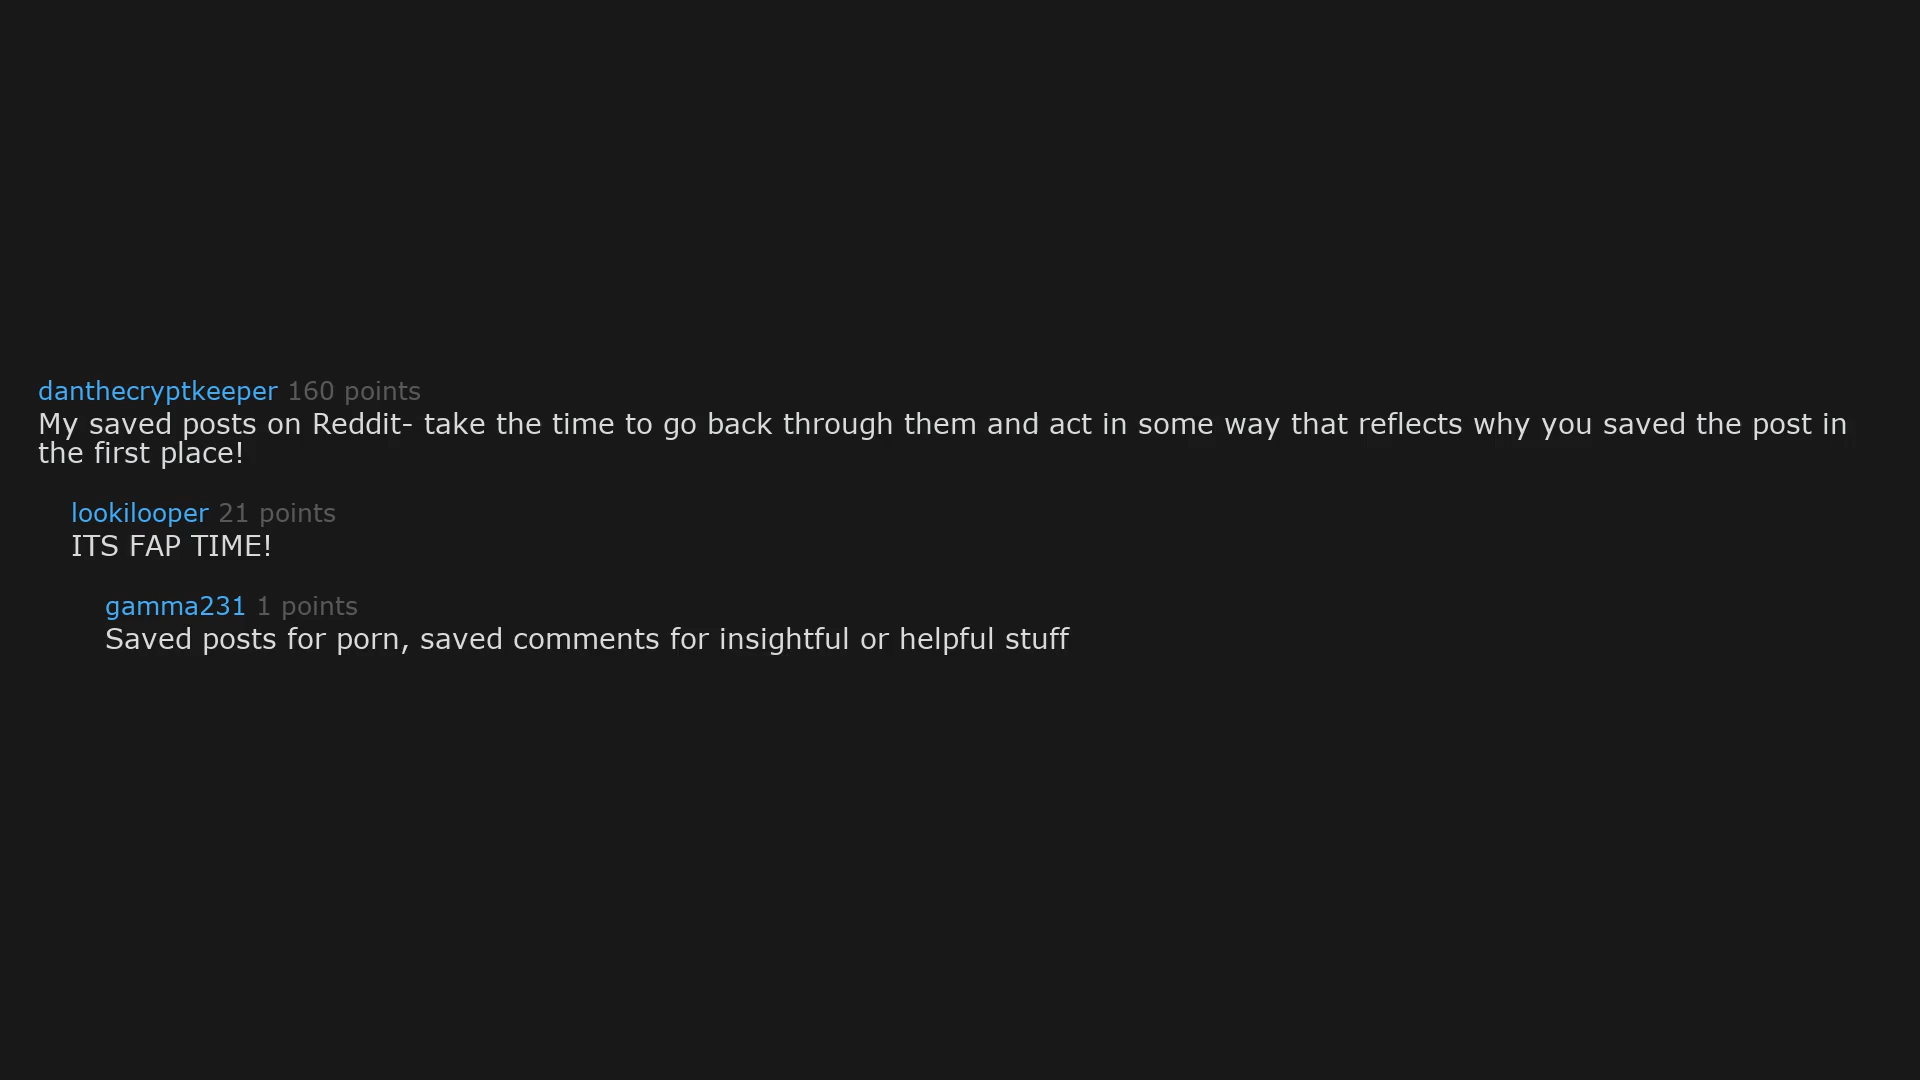 danthecryptkeeper 160 points
My saved posts on Reddit- take the time to go back through them and act in some way that reflects why you saved the post in
the first place!
lookilooper 21 points
ITS FAP TIME!
gamma231 1 points
Saved posts for porn, saved comments for insightful or helpful stuff